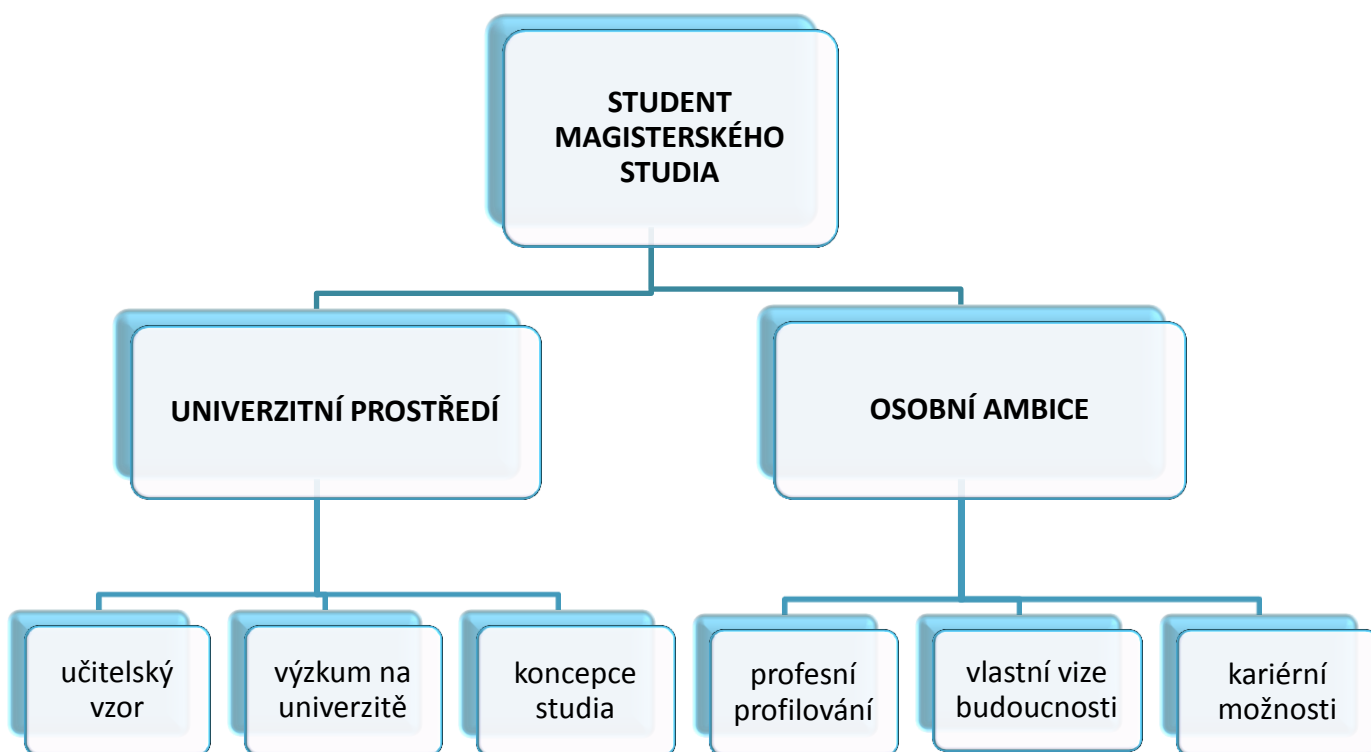 STUDENT
MAGISTERSKÉHO
STUDIA
UNIVERZITNÍ PROSTŘEDÍ
OSOBNÍ AMBICE
učitelský
vzor
výzkum na
univerzitě
koncepce
studia
profesní
profilování
vlastní vize
budoucnosti
kariérní
možnosti